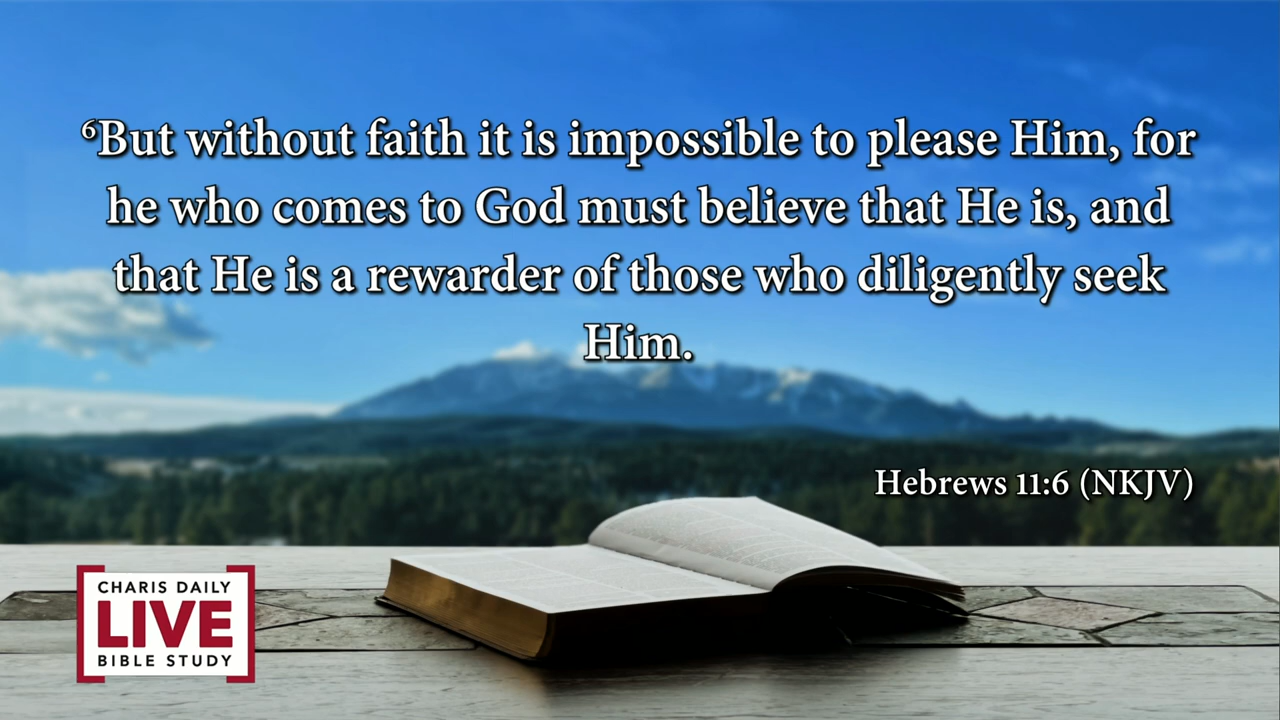 ⁶But without faith it is impossible to please Him, for
he who comes to God must believe that He is, and
that He is a rewarder of those who diligently seek
Him.
Hebrews 11:6 (NKJV)
CHARIS DAILY
LIVE
BIBLE STUDY